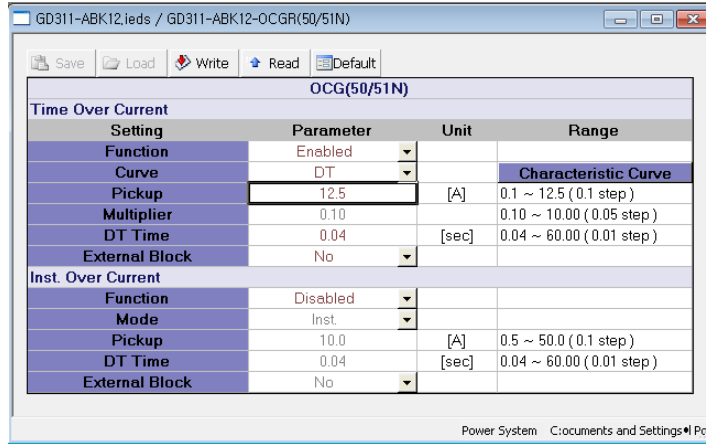 GD311-ABK12.ieds / GD311-ABK12-OCGR(50/51N)
Save Load Write Read Default
OCG(50/51N)
Time Over Current
Setting Parameter Unit Range
Function Enabled
Curve DT Characteristic Curve
Pickup 12.5 [A] 0.1 ~ 12.5 ( 0.1 step )
Multiplier 0.10 0.10 ~ 10.00 ( 0.05 step )
DT Time 0.04 [sec] 0.04 ~ 60.00 ( 0.01 step )
External Block No
Inst. Over Current
Function Disabled
Mode Inst.
Pickup 10.0 [A] 0.5 ~ 50.0 ( 0.1 step )
DT Time 0.04 [sec] 0.04 ~ 60.00 ( 0.01 step )
External Block No
Power System C:ocuments and Settings